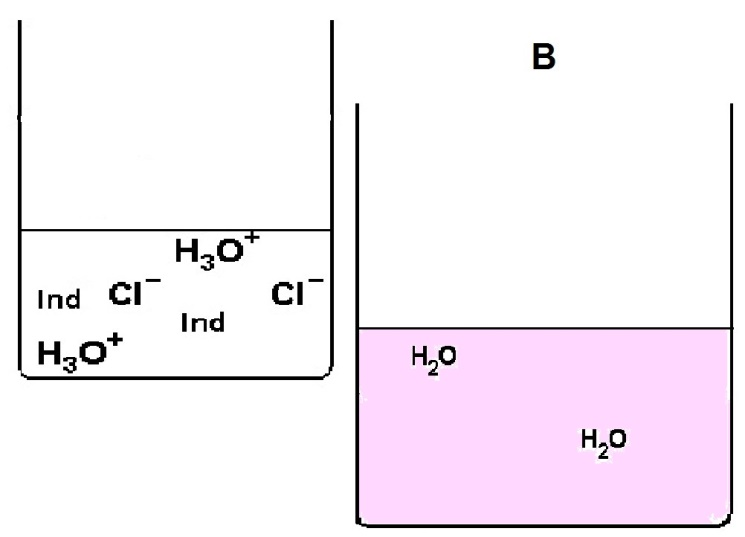 B
H₃O⁺
Ind Cl⁻ Cl⁻
Ind
H₃O⁺
H₂O
H₂O